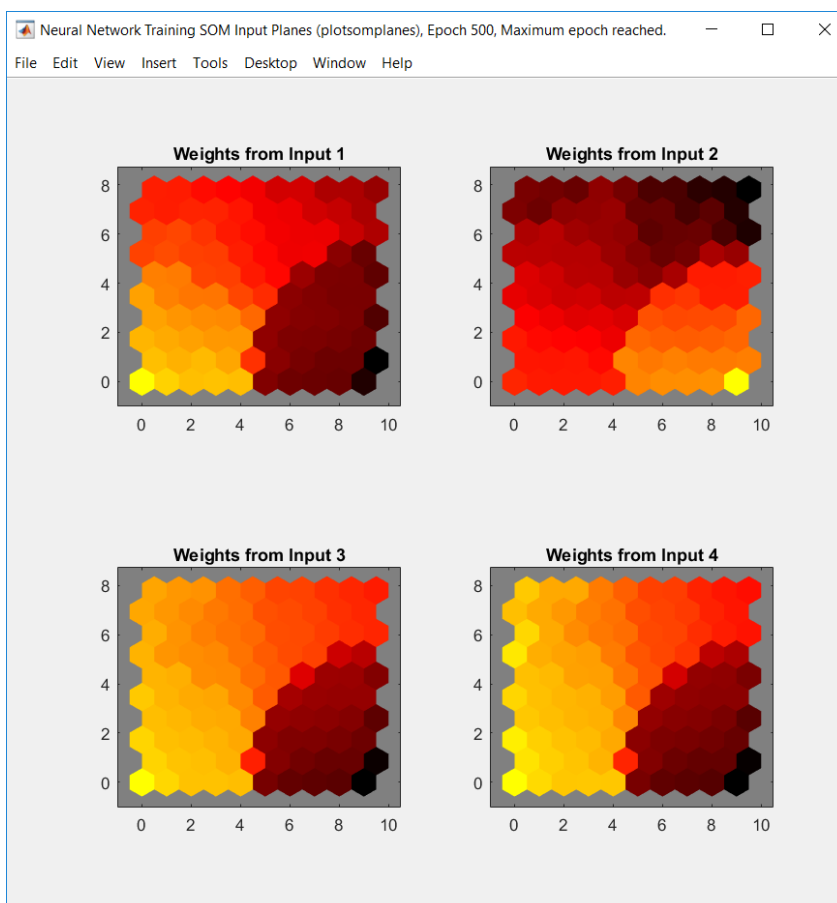 Neural Network Training SOM Input Planes (plotsomplanes), Epoch 500, Maximum epoch reached.
File Edit View Insert Tools Desktop Window Help
Weights from Input 1
8
6
4
2
0
0 2 4 6 8 10
Weights from Input 2
8
6
4
2
0
0 2 4 6 8 10
Weights from Input 3
8
6
4
2
0
0 2 4 6 8 10
Weights from Input 4
8
6
4
2
0
0 2 4 6 8 10